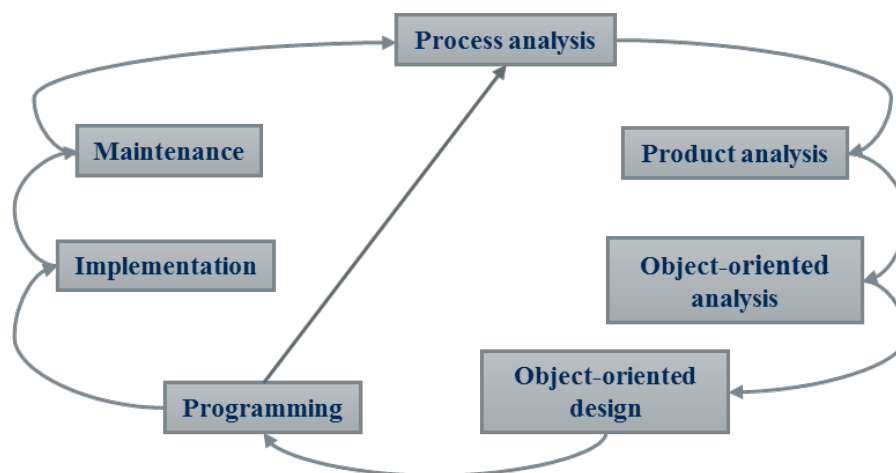 Process analysis
Maintenance
Product analysis
Implementation
Object-oriented
analysis
Object-oriented
design
Programming